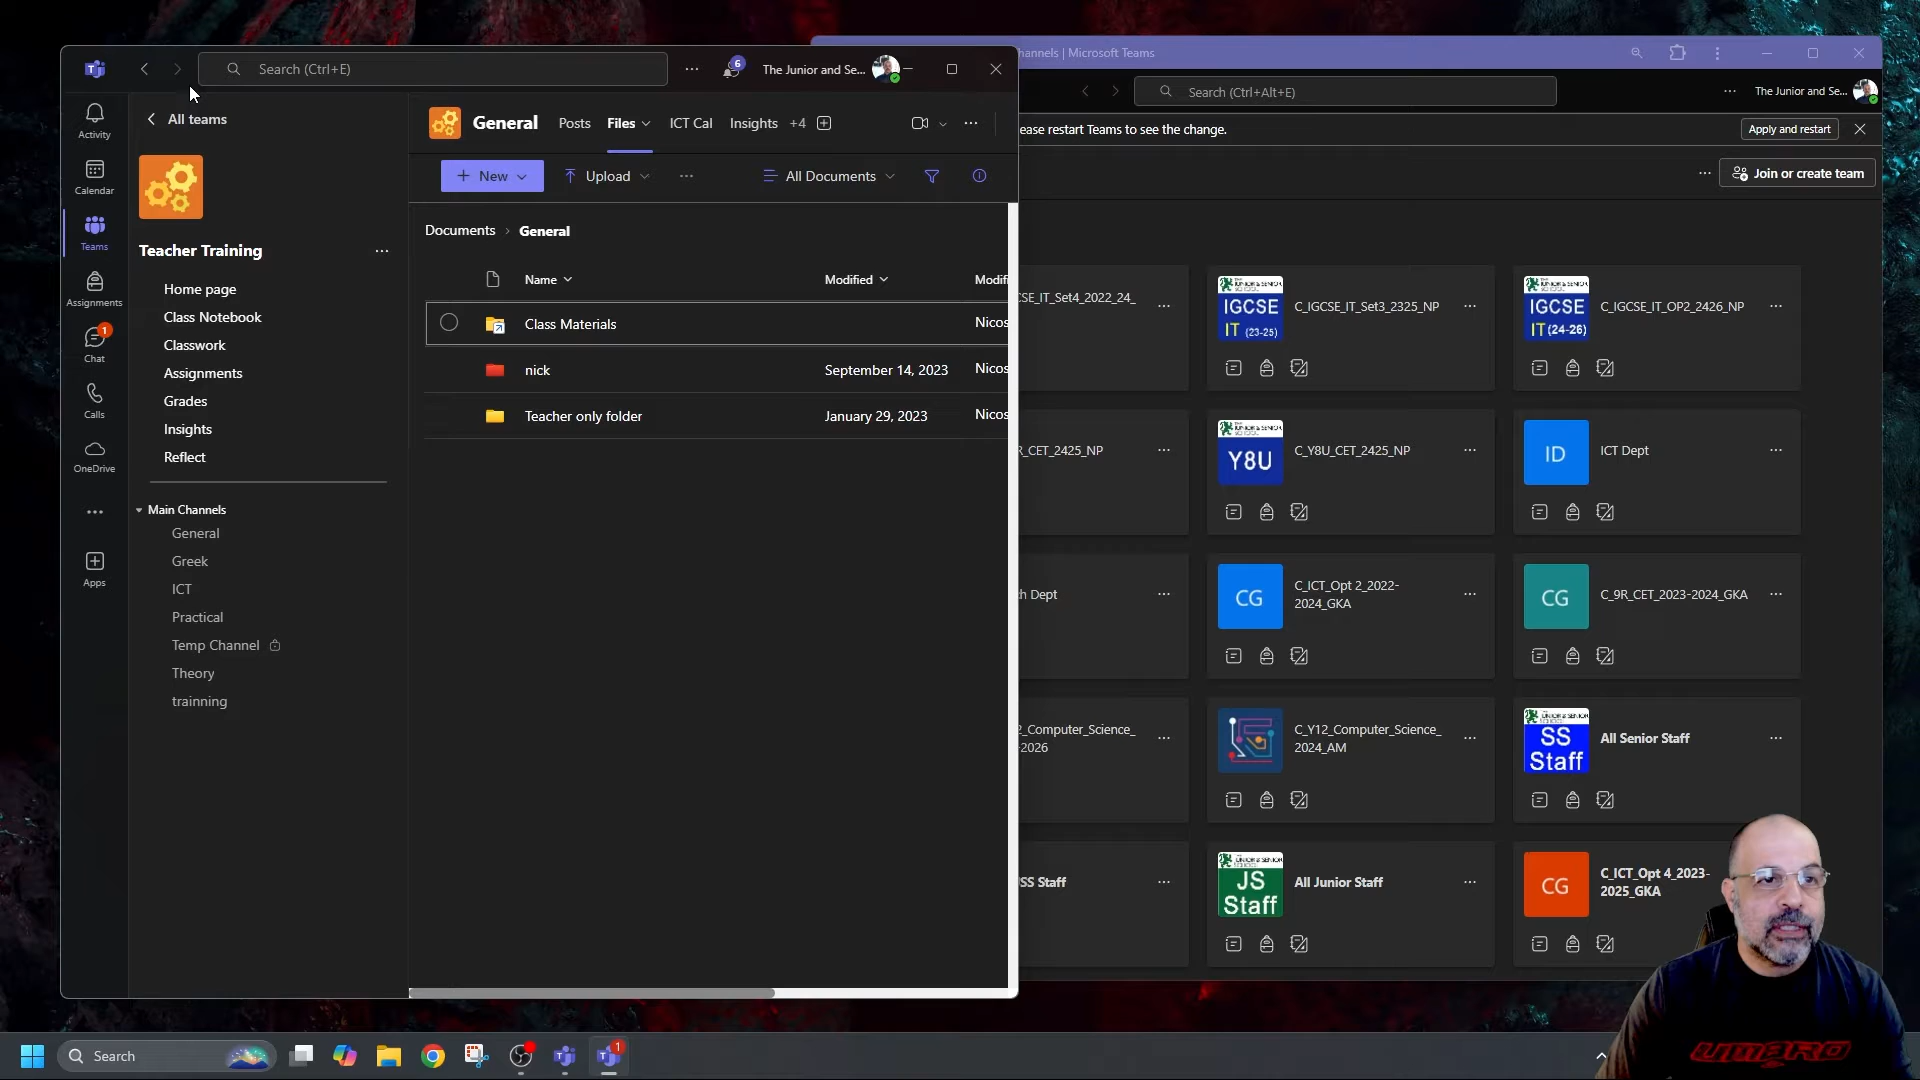 Search (Ctrl+E)
6
The Junior and Se...
Activity
Calendar
Teams
Assignments
1
Chat
Calls
OneDrive
Apps
All teams
Teacher Training
Home page
Class Notebook
Classwork
Assignments
Grades
Insights
Reflect
Main Channels
General
Greek
ICT
Practical
Temp Channel
Theory
trainning
General
Posts
Files
ICT Cal
Insights
+4
New
Upload
All Documents
Documents
General
Name
Modified
Modifi
Class Materials
Nicos
nick
September 14, 2023
Nicos
Teacher only folder
January 29, 2023
Nicos
hannels | Microsoft Teams
Search (Ctrl+Alt+E)
The Junior and Se...
ease restart Teams to see the change.
Apply and restart
Join or create team
CSE_IT_Set4_2022_24_
IGCSE
IT (23-25)
C_IGCSE_IT_Set3_2325_NP
IGCSE
IT (24-26)
C_IGCSE_IT_OP2_2426_NP
R_CET_2425_NP
Y8U
C_Y8U_CET_2425_NP
ID
ICT Dept
h Dept
CG
C_ICT_Opt 2_2022-
2024_GKA
CG
C_9R_CET_2023-2024_GKA
2_Computer_Science_
-2026
C_Y12_Computer_Science_
2024_AM
SS
Staff
All Senior Staff
SS Staff
JS
Staff
All Junior Staff
CG
C_ICT_Opt 4_2023-
2025_GKA
UMBRO
Search
1